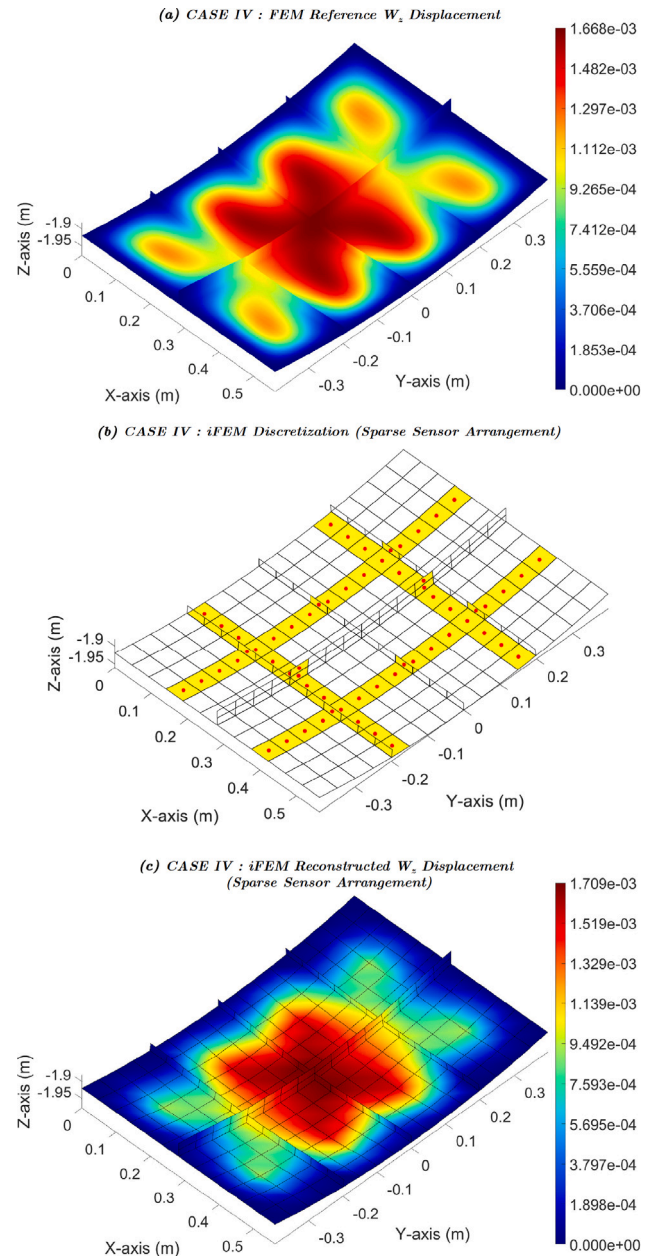 (a) CASE IV : FEM Reference W_z Displacement
1.668e-03
1.482e-03
1.297e-03
1.112e-03
9.265e-04
7.412e-04
5.559e-04
3.706e-04
1.853e-04
0.000e+00
Z-axis (m)
-1.9
-1.95
0
0.1
0.2
0.3
0.4
0.5
X-axis (m)
-0.3
-0.2
-0.1
0
0.1
0.2
0.3
Y-axis (m)
(b) CASE IV : iFEM Discretization (Sparse Sensor Arrangement)
Z-axis (m)
-1.9
-1.95
0
0.1
0.2
0.3
0.4
0.5
X-axis (m)
-0.3
-0.2
-0.1
0
0.1
0.2
0.3
Y-axis (m)
(c) CASE IV : iFEM Reconstructed W_z Displacement
(Sparse Sensor Arrangement)
1.709e-03
1.519e-03
1.329e-03
1.139e-03
9.492e-04
7.593e-04
5.695e-04
3.797e-04
1.898e-04
0.000e+00
Z-axis (m)
-1.9
-1.95
0
0.1
0.2
0.3
0.4
0.5
X-axis (m)
-0.3
-0.2
-0.1
0
0.1
0.2
0.3
Y-axis (m)